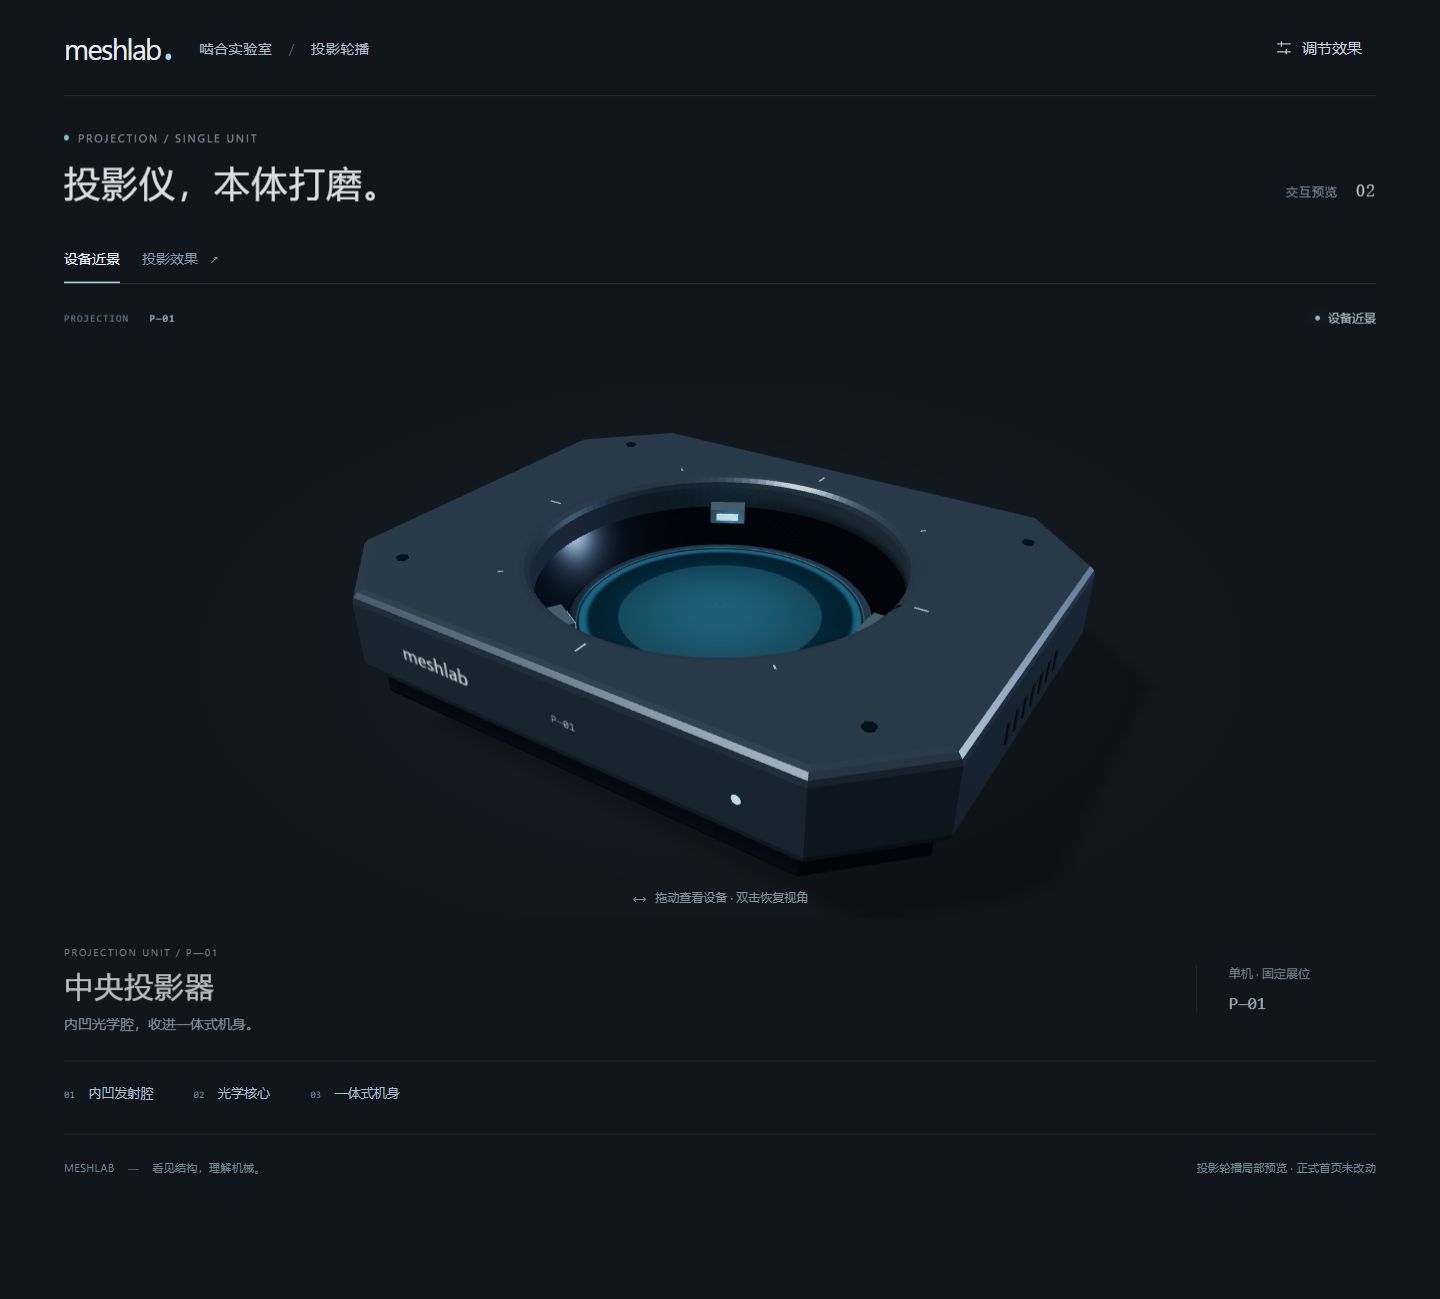 meshlab. 啮合实验室 / 投影轮播 调节效果
PROJECTION / SINGLE UNIT
投影仪，本体打磨。
交互预览 02
设备近景 投影效果 ↗
PROJECTION P—01 设备近景
meshlab
P—01
↔ 拖动查看设备 · 双击恢复视角
PROJECTION UNIT / P—01
中央投影器
内凹光学腔，收进一体式机身。
单机 · 固定展位
P—01
01 内凹发射腔 02 光学核心 03 一体式机身
MESHLAB — 看见结构，理解机械。 投影轮播局部预览 · 正式首页未改动